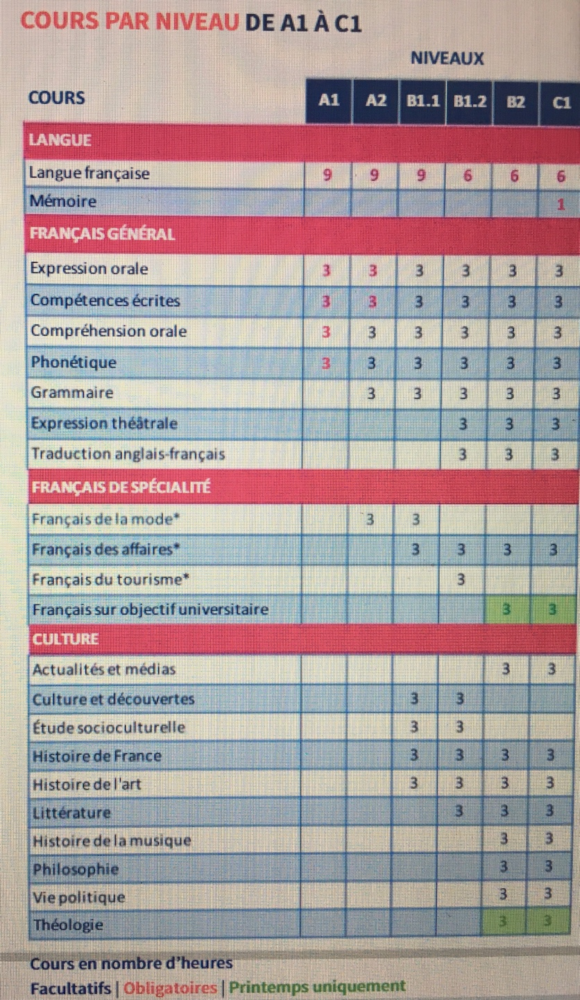 COURS PAR NIVEAU DE A1 À C1
NIVEAUX
COURS A1 A2 B1.1 B1.2 B2 C1
LANGUE
Langue française 9 9 9 6 6 6
Mémoire 1
FRANÇAIS GÉNÉRAL
Expression orale 3 3 3 3 3 3
Compétences écrites 3 3 3 3 3 3
Compréhension orale 3 3 3 3 3 3
Phonétique 3 3 3 3 3 3
Grammaire 3 3 3 3 3
Expression théâtrale 3 3 3
Traduction anglais-français 3 3 3
FRANÇAIS DE SPÉCIALITÉ
Français de la mode* 3 3
Français des affaires* 3 3 3 3
Français du tourisme* 3
Français sur objectif universitaire 3 3
CULTURE
Actualités et médias 3 3
Culture et découvertes 3 3
Étude socioculturelle 3 3
Histoire de France 3 3 3 3
Histoire de l'art 3 3 3 3
Littérature 3 3 3
Histoire de la musique 3 3
Philosophie 3 3
Vie politique 3 3
Théologie 3 3
Cours en nombre d'heures
Facultatifs | Obligatoires | Printemps uniquement